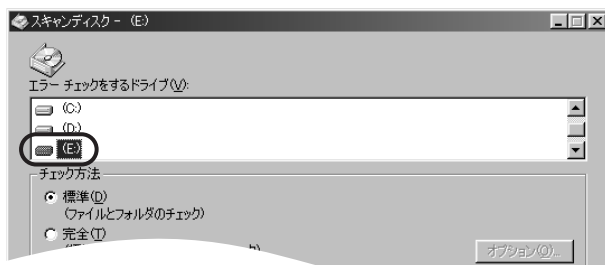 スキャンディスク - (E:)
エラー チェックをするドライブ(V):
(C:)
(D:)
(E:)
チェック方法
標準(D)
(ファイルとフォルダのチェック)
完全(T)
オプション(O)...